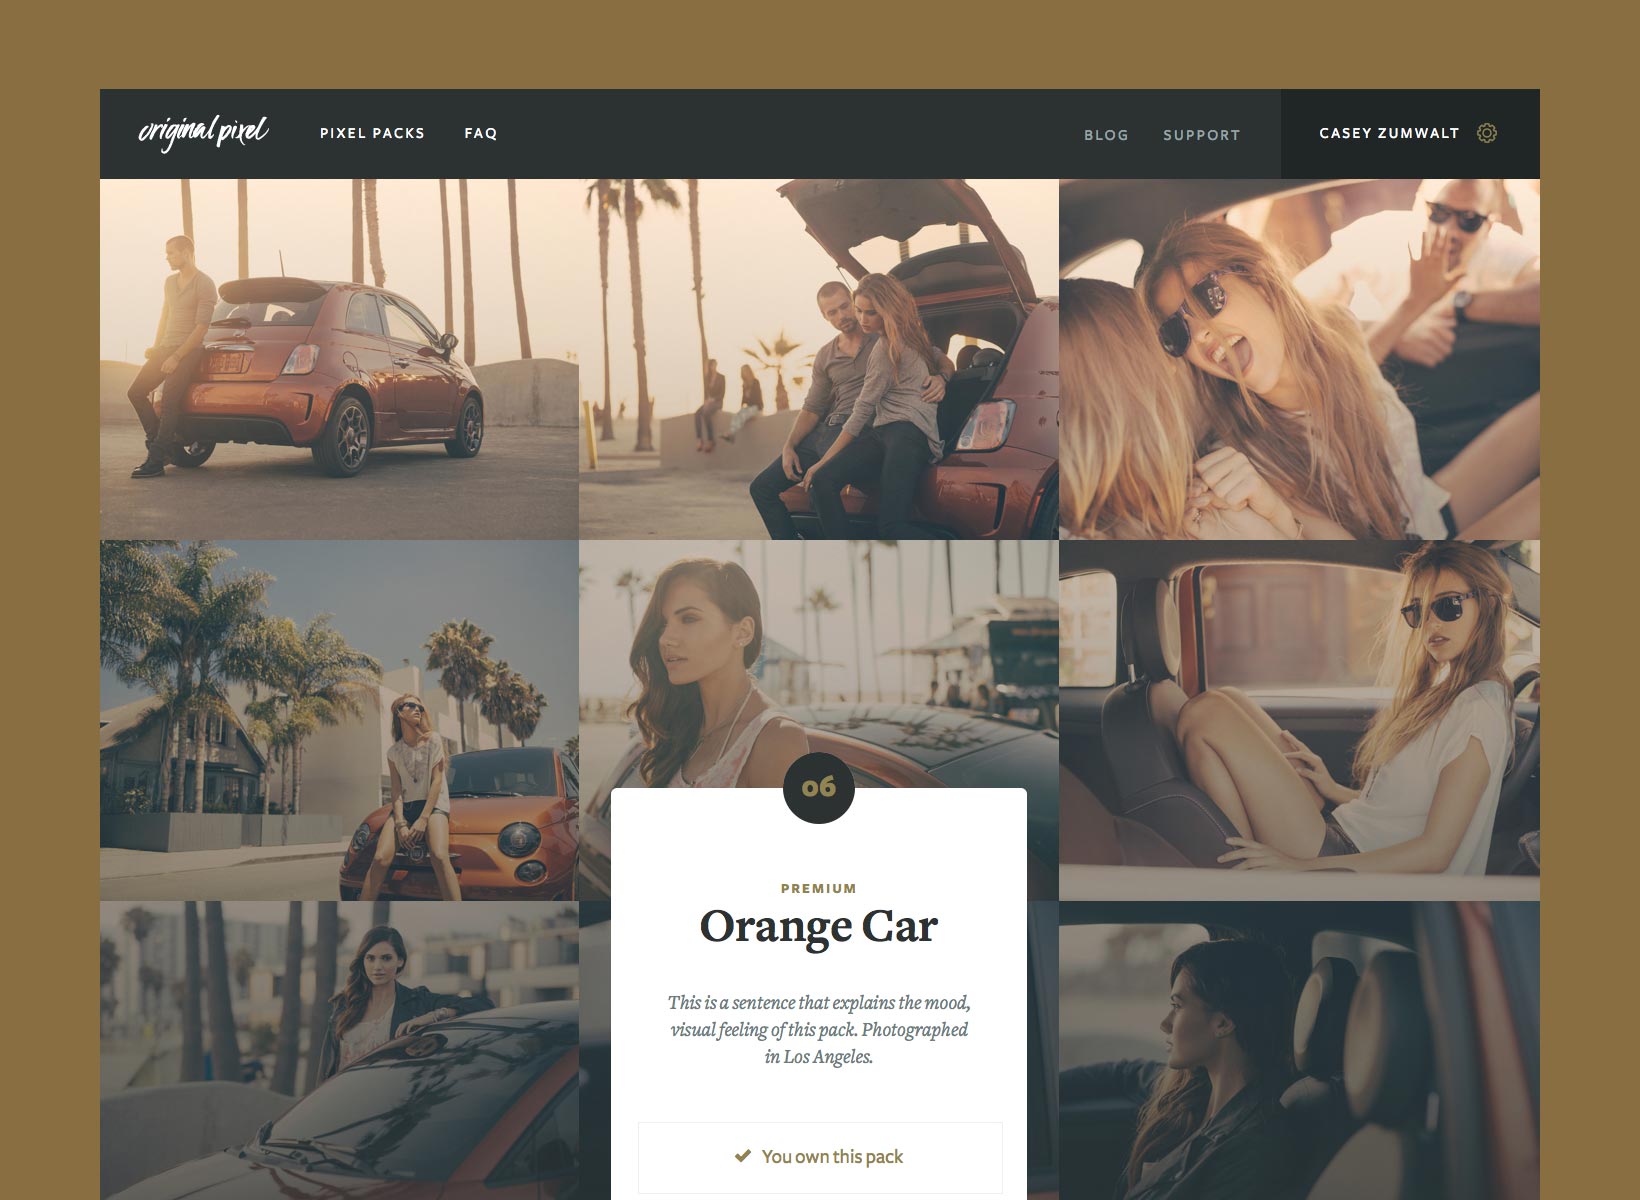 original pixel
PIXEL PACKS
FAQ
BLOG
SUPPORT
CASEY ZUMWALT
06
PREMIUM
Orange Car
This is a sentence that explains the mood,
visual feeling of this pack. Photographed
in Los Angeles.
You own this pack